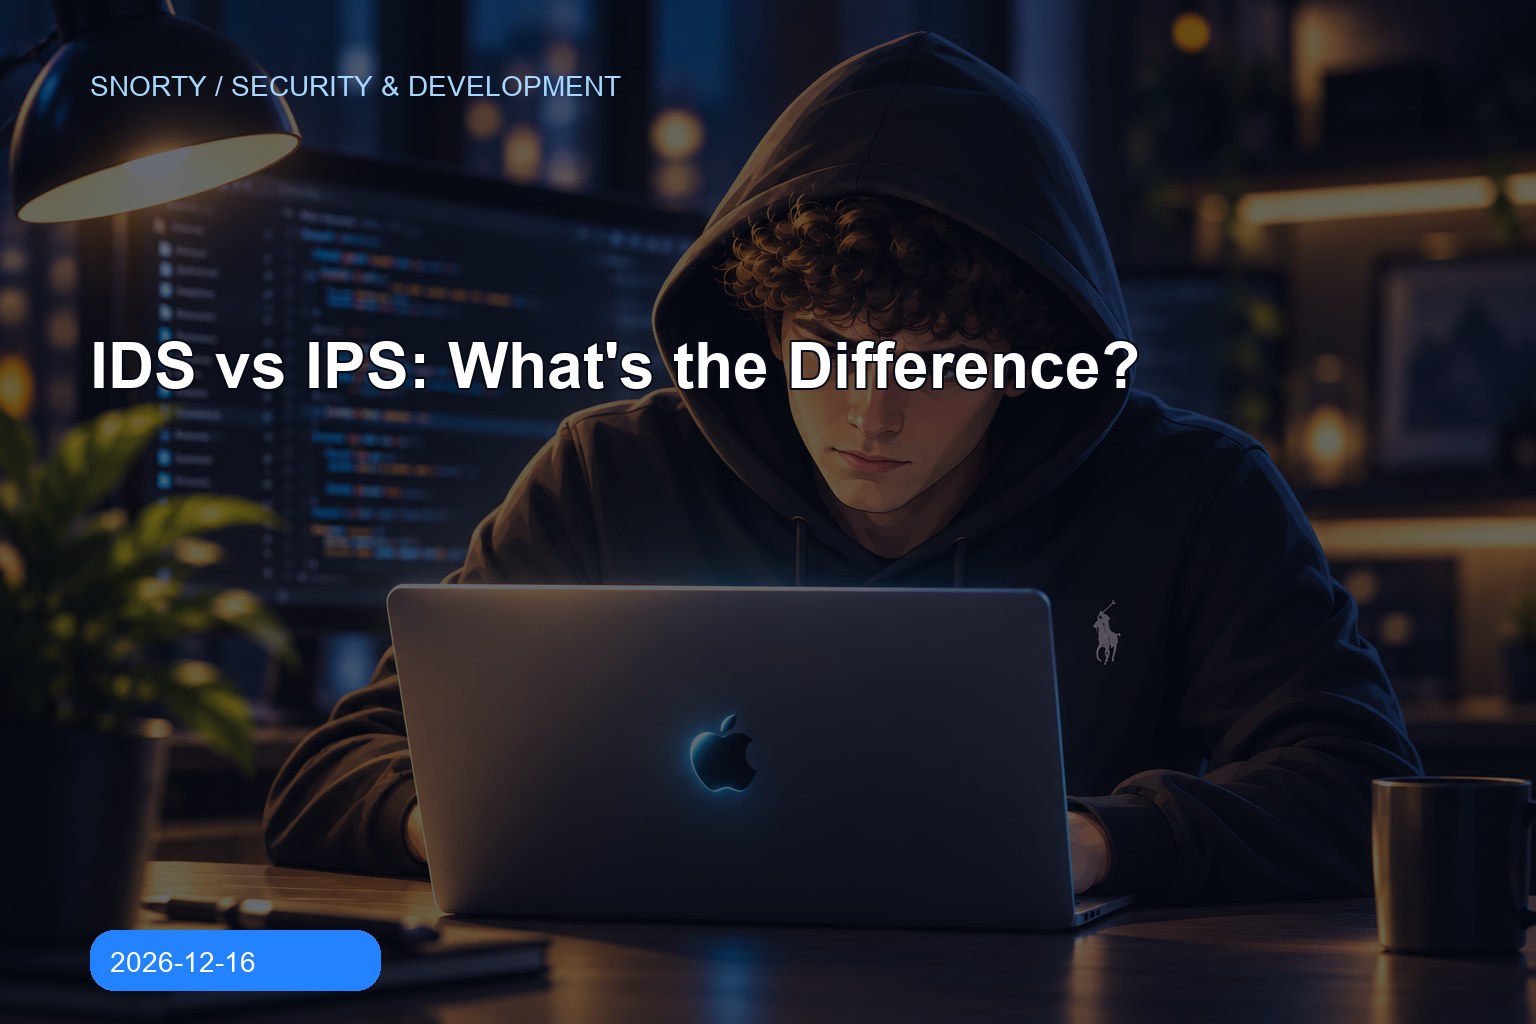 SNORTY / SECURITY & DEVELOPMENT
IDS vs IPS: What's the Difference?
2026-12-16